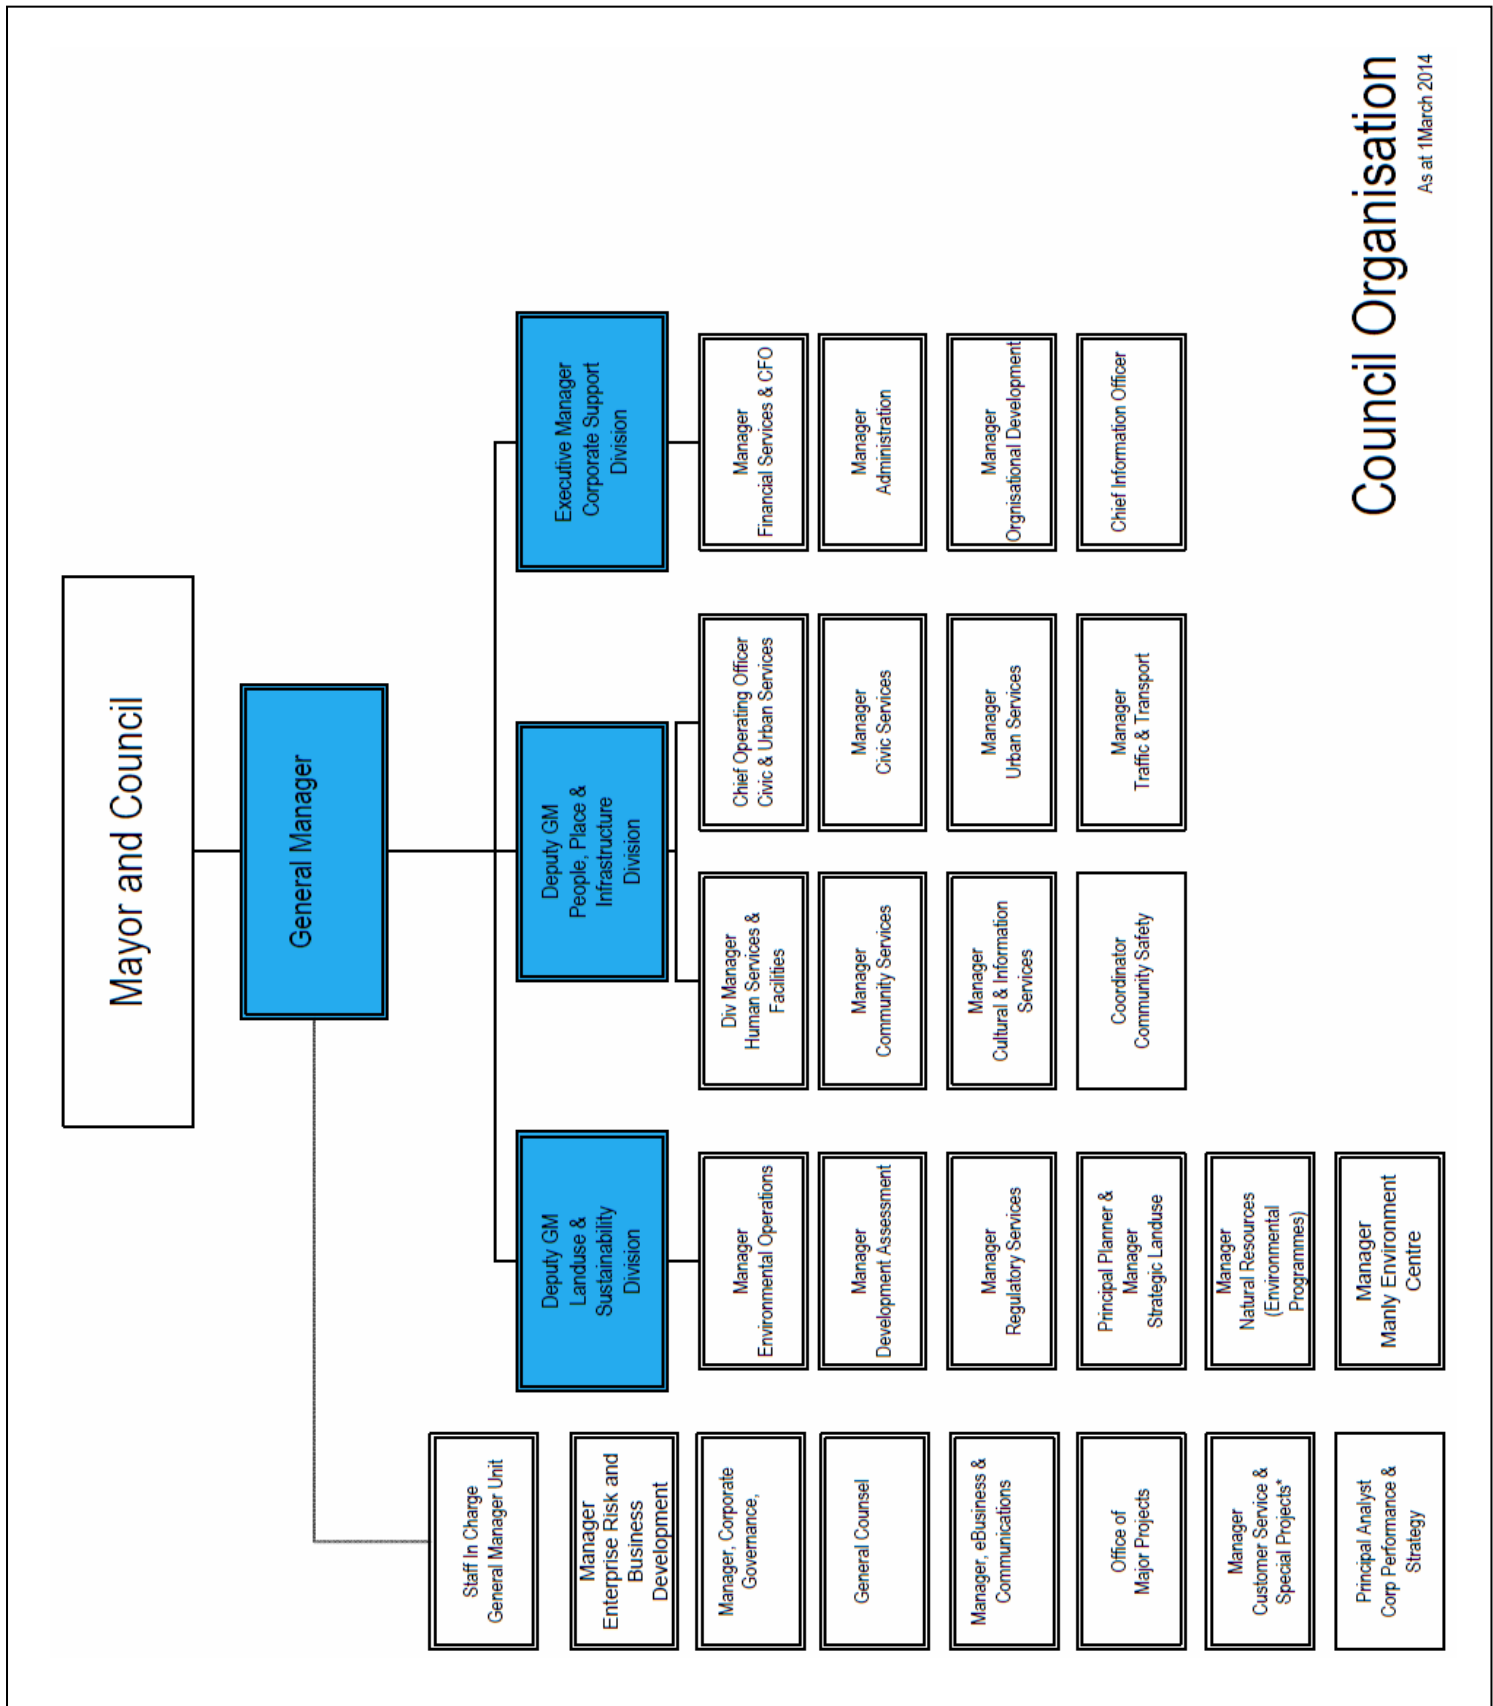 Mayor and Council
General Manager
Staff In Charge
General Manager Unit
Manager
Enterprise Risk and
Business
Development
Manager, Corporate
Governance,
General Counsel
Manager, eBusiness &
Communications
Office of
Major Projects
Manager
Customer Service &
Special Projects*
Principal Analyst
Corp Performance &
Strategy
Deputy GM
Landuse &
Sustainability
Division
Manager
Environmental Operations
Manager
Development Assessment
Manager
Regulatory Services
Principal Planner &
Manager
Strategic Landuse
Manager
Natural Resources
(Environmental
Programmes)
Manager
Manly Environment
Centre
Deputy GM
People, Place &
Infrastructure
Division
Div Manager
Human Services &
Facilities
Manager
Community Services
Manager
Cultural & Information
Services
Coordinator
Community Safety
Chief Operating Officer
Civic & Urban Services
Manager
Civic Services
Manager
Urban Services
Manager
Traffic & Transport
Executive Manager
Corporate Support
Division
Manager
Financial Services & CFO
Manager
Administration
Manager
Orgnisational Development
Chief Information Officer
Council Organisation
As at 1March 2014